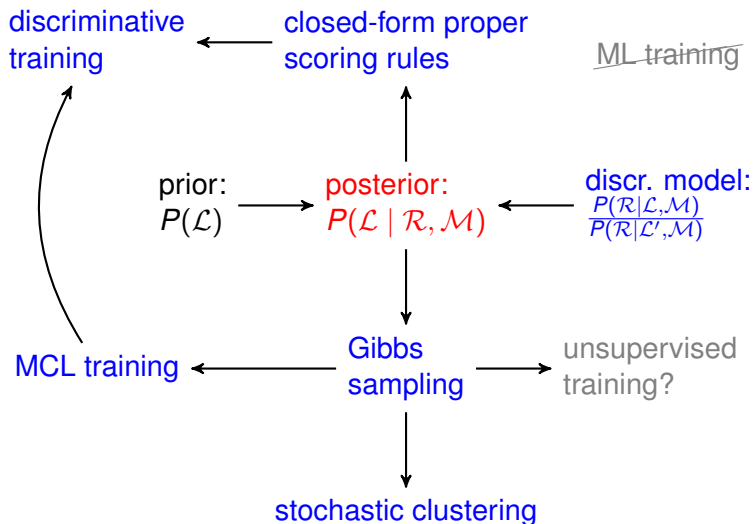 discriminative
training
closed-form proper
scoring rules
ML training
prior:
P(ℒ)
posterior:
P(ℒ | ℛ, ℳ)
discr. model:
P(ℛ|ℒ,ℳ)
P(ℛ|ℒ′,ℳ)
MCL training
Gibbs
sampling
unsupervised
training?
stochastic clustering